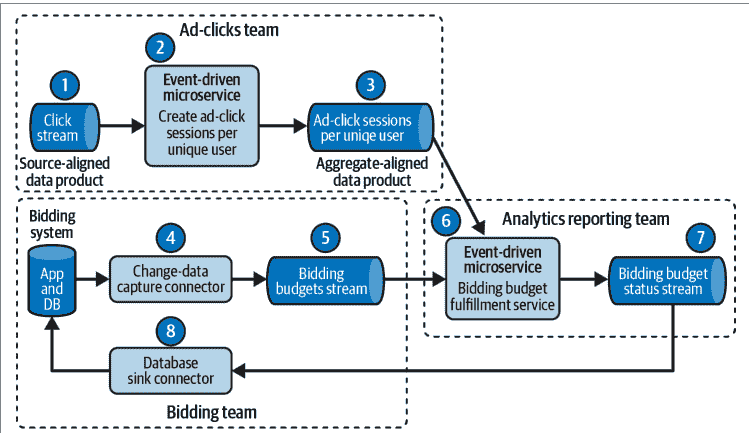 Ad-clicks team
1
2
3
Click
stream
Source-aligned
data product
Event-driven
microservice
Create ad-click
sessions per
unique user
Ad-click sessions
per uniqe user
Aggregate-aligned
data product
Bidding
system
App
and
DB
4
Change-data
capture connector
5
Bidding
budgets stream
8
Database
sink connector
Bidding team
Analytics reporting team
6
Event-driven
microservice
Bidding budget
fulfillment service
7
Bidding budget
status stream